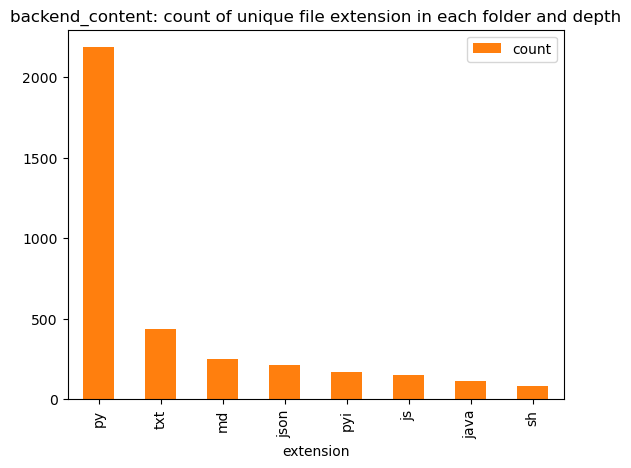 backend_content: count of unique file extension in each folder and depth
count
2000
1500
1000
500
0
py
txt
md
json
pyi
js
java
sh
extension